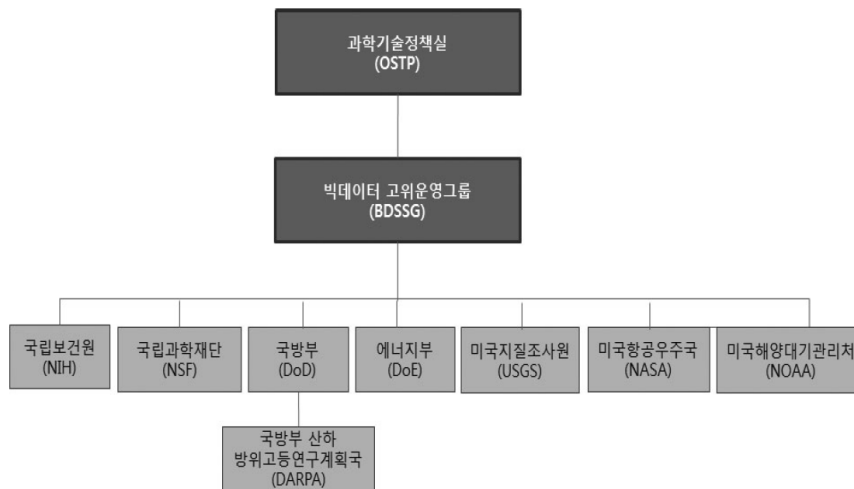 과학기술정책실
(OSTP)
빅데이터 고위운영그룹
(BDSSG)
국립보건원
(NIH)
국립과학재단
(NSF)
국방부
(DoD)
에너지부
(DoE)
미국지질조사원
(USGS)
미국항공우주국
(NASA)
미국해양대기관리처
(NOAA)
국방부 산하
방위고등연구계획국
(DARPA)